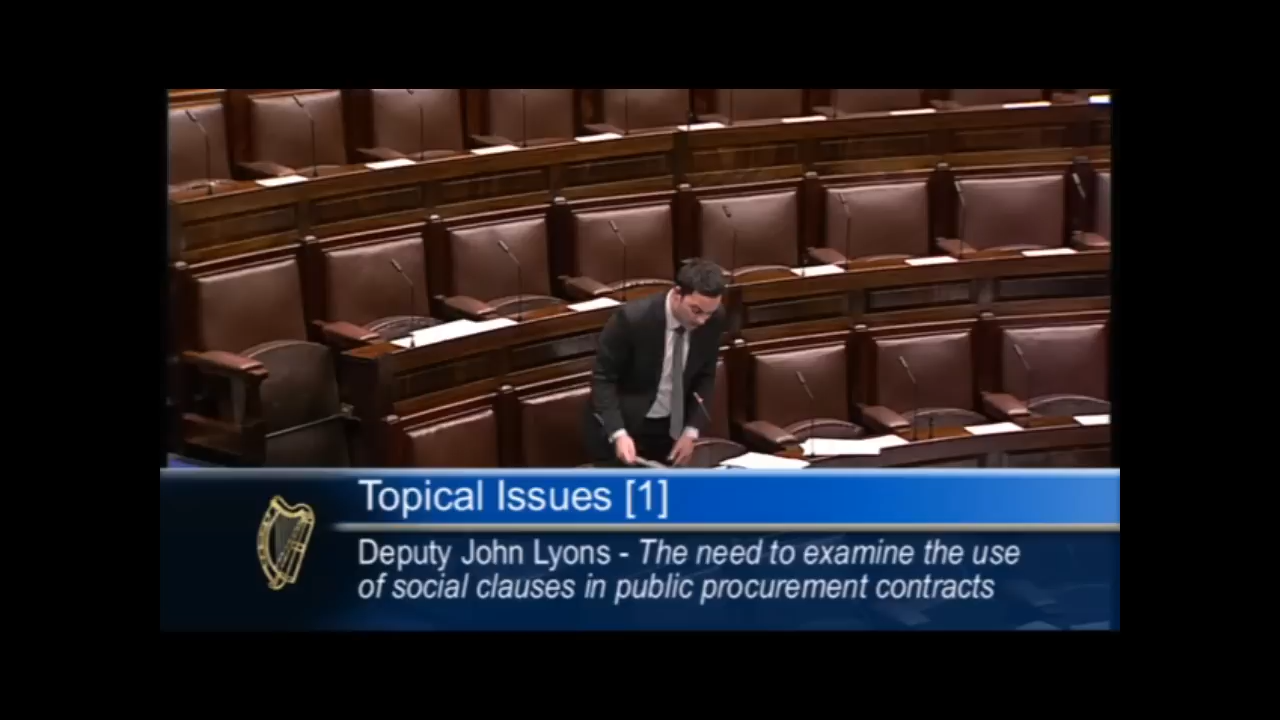 Topical Issues [1]
Deputy John Lyons - The need to examine the use
of social clauses in public procurement contracts